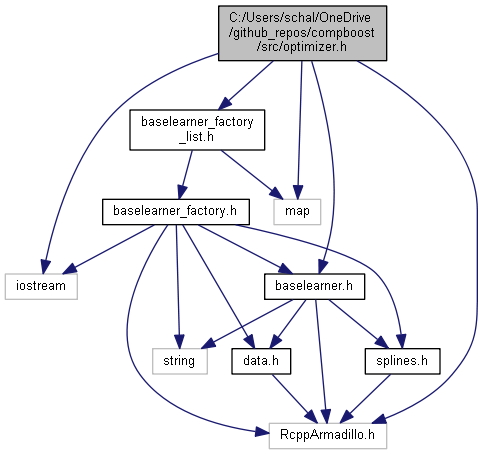 C:/Users/schal/OneDrive
/github_repos/compboost
/src/optimizer.h
baselearner_factory
_list.h
baselearner_factory.h
map
iostream
baselearner.h
string
data.h
splines.h
RcppArmadillo.h